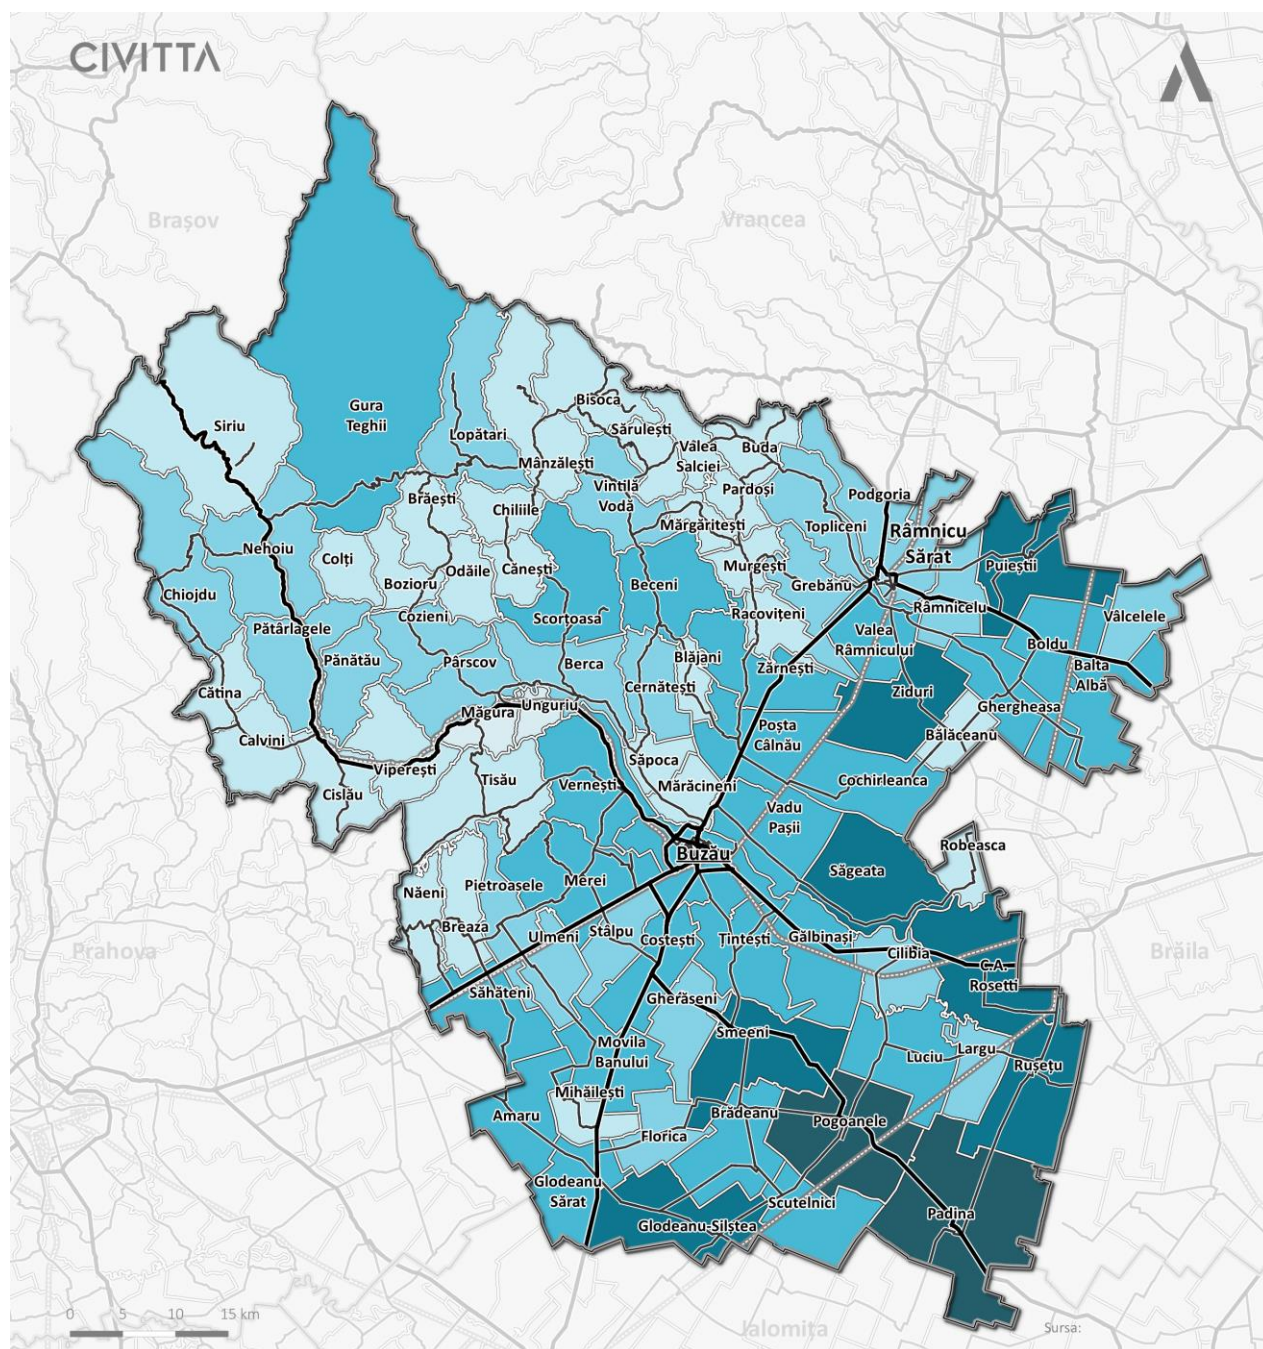 CIVITTA
Brașov
Vrancea
Gura
Teghii
Siriu
Bisoca
Lopătari
Sărulești
Valea
Salciei
Buda
Mânzălești
Vintilă
Vodă
Brăești
Chiliile
Pardoși
Podgoria
Mărgăritești
Topliceni
Râmnicu
Sărat
Nehoiu
Colți
Bozioru
Odăile
Cănești
Beceni
Murgești
Grebănu
Puieștii
Chiojdu
Cozieni
Scorțoasa
Racovițeni
Râmnicelu
Vâlcelele
Pătârlagele
Valea
Râmnicului
Boldu
Pănătău
Pârscov
Berca
Blăjani
Zărnești
Balta
Albă
Cătina
Cernătești
Ziduri
Ghergheasa
Măgura
Unguriu
Poșta
Câlnău
Bălăceanu
Calvini
Viperești
Tisău
Săpoca
Cislău
Vernești
Mărăcineni
Cochirleanca
Vadu
Pașii
Buzău
Robeasca
Năeni
Pietroasele
Merei
Săgeata
Breaza
Ulmeni
Stâlpu
Costești
Țintești
Gălbinași
Cilibia
Prahova
Brăila
C.A.
Rosetti
Săhăteni
Gherăseni
Smeeni
Movila
Banului
Luciu
Largu
Rușețu
Mihăilești
Amaru
Brădeanu
Pogoanele
Florica
Glodeanu
Sărat
Scutelnici
Padina
Glodeanu-Silștea
0 5 10 15 km
Ialomița
Sursa: